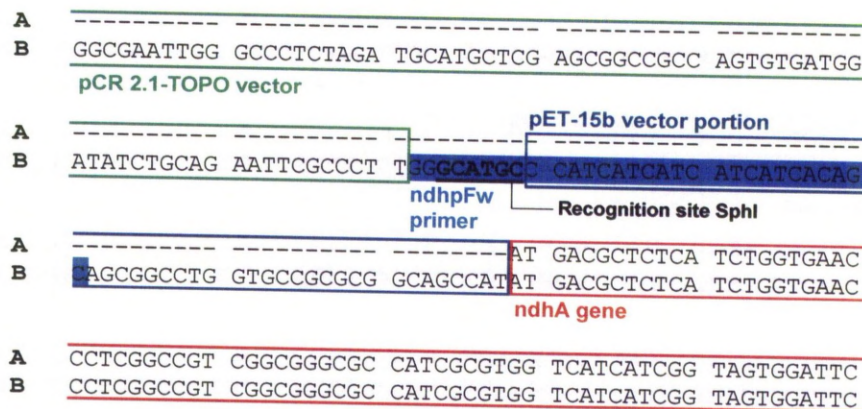 A ---------- ---------- ---------- ---------- ----------
B GGCGAATTGG GCCCTCTAGA TGCATGCTCG AGCGGCCGCC AGTGTGATGG
pCR 2.1-TOPO vector
pET-15b vector portion
A ---------- ---------- ---------- ---------- ----------
B ATATCTGCAG AATTCGCCCT TGGGCATGCC CATCATCATC ATCATCACAG
ndhpFw
primer
Recognition site SphI
A ---------- ---------- --------AT GACGCTCTCA TCTGGTGAAC
B CAGCGGCCTG GTGCCGCGCG GCAGCCATAT GACGCTCTCA TCTGGTGAAC
ndhA gene
A CCTCGGCCGT CGGCGGGCGC CATCGCGTGG TCATCATCGG TAGTGGATTC
B CCTCGGCCGT CGGCGGGCGC CATCGCGTGG TCATCATCGG TAGTGGATTC